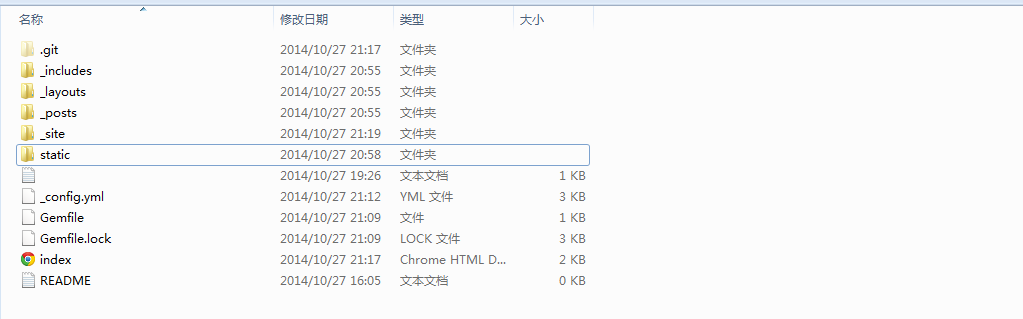 名称 修改日期 类型 大小
.git 2014/10/27 21:17 文件夹
_includes 2014/10/27 20:55 文件夹
_layouts 2014/10/27 20:55 文件夹
_posts 2014/10/27 20:55 文件夹
_site 2014/10/27 21:19 文件夹
static 2014/10/27 20:58 文件夹
2014/10/27 19:26 文本文档 1 KB
_config.yml 2014/10/27 21:12 YML 文件 3 KB
Gemfile 2014/10/27 21:09 文件 1 KB
Gemfile.lock 2014/10/27 21:09 LOCK 文件 3 KB
index 2014/10/27 21:17 Chrome HTML D... 2 KB
README 2014/10/27 16:05 文本文档 0 KB